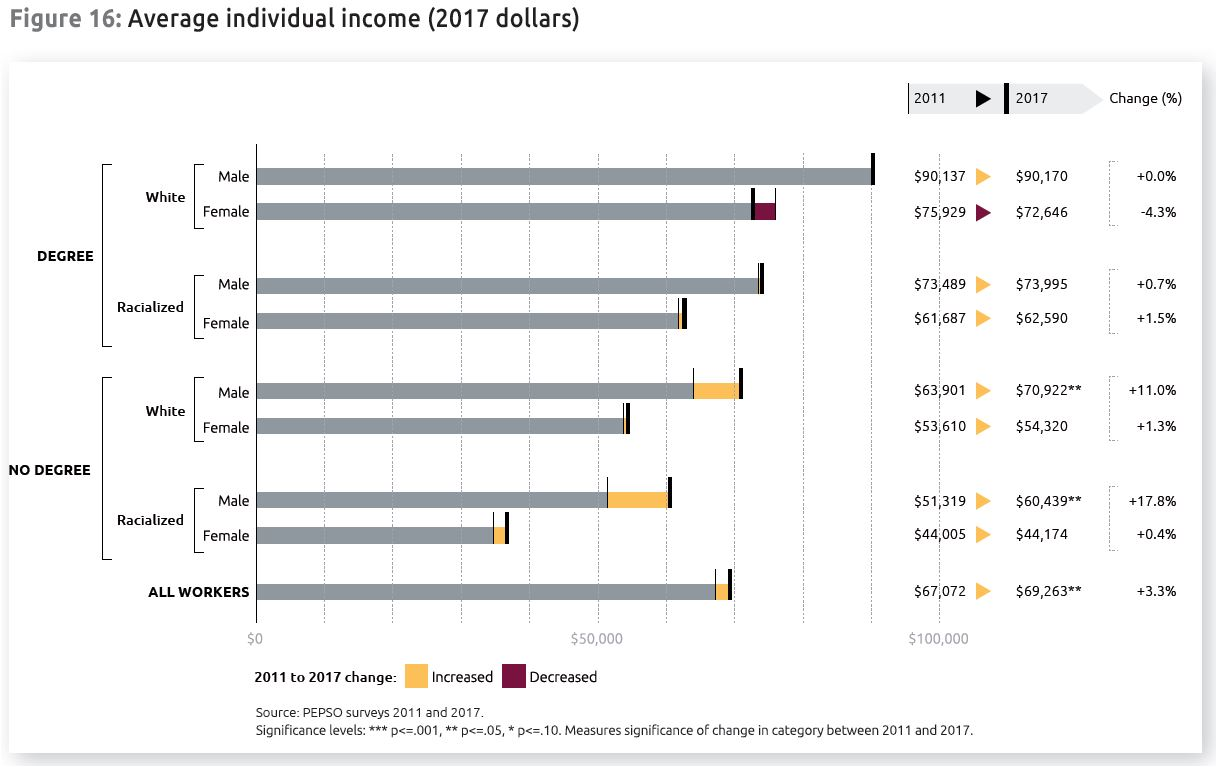 Figure 16: Average individual income (2017 dollars)
2011 2017 Change (%)
DEGREE
White
Male $90,137 $90,170 +0.0%
Female $75,929 $72,646 -4.3%
Racialized
Male $73,489 $73,995 +0.7%
Female $61,687 $62,590 +1.5%
NO DEGREE
White
Male $63,901 $70,922** +11.0%
Female $53,610 $54,320 +1.3%
Racialized
Male $51,319 $60,439** +17.8%
Female $44,005 $44,174 +0.4%
ALL WORKERS $67,072 $69,263** +3.3%
$0 $50,000 $100,000
2011 to 2017 change: Increased Decreased
Source: PEPSO surveys 2011 and 2017.
Significance levels: *** p<=.001, ** p<=.05, * p<=.10. Measures significance of change in category between 2011 and 2017.